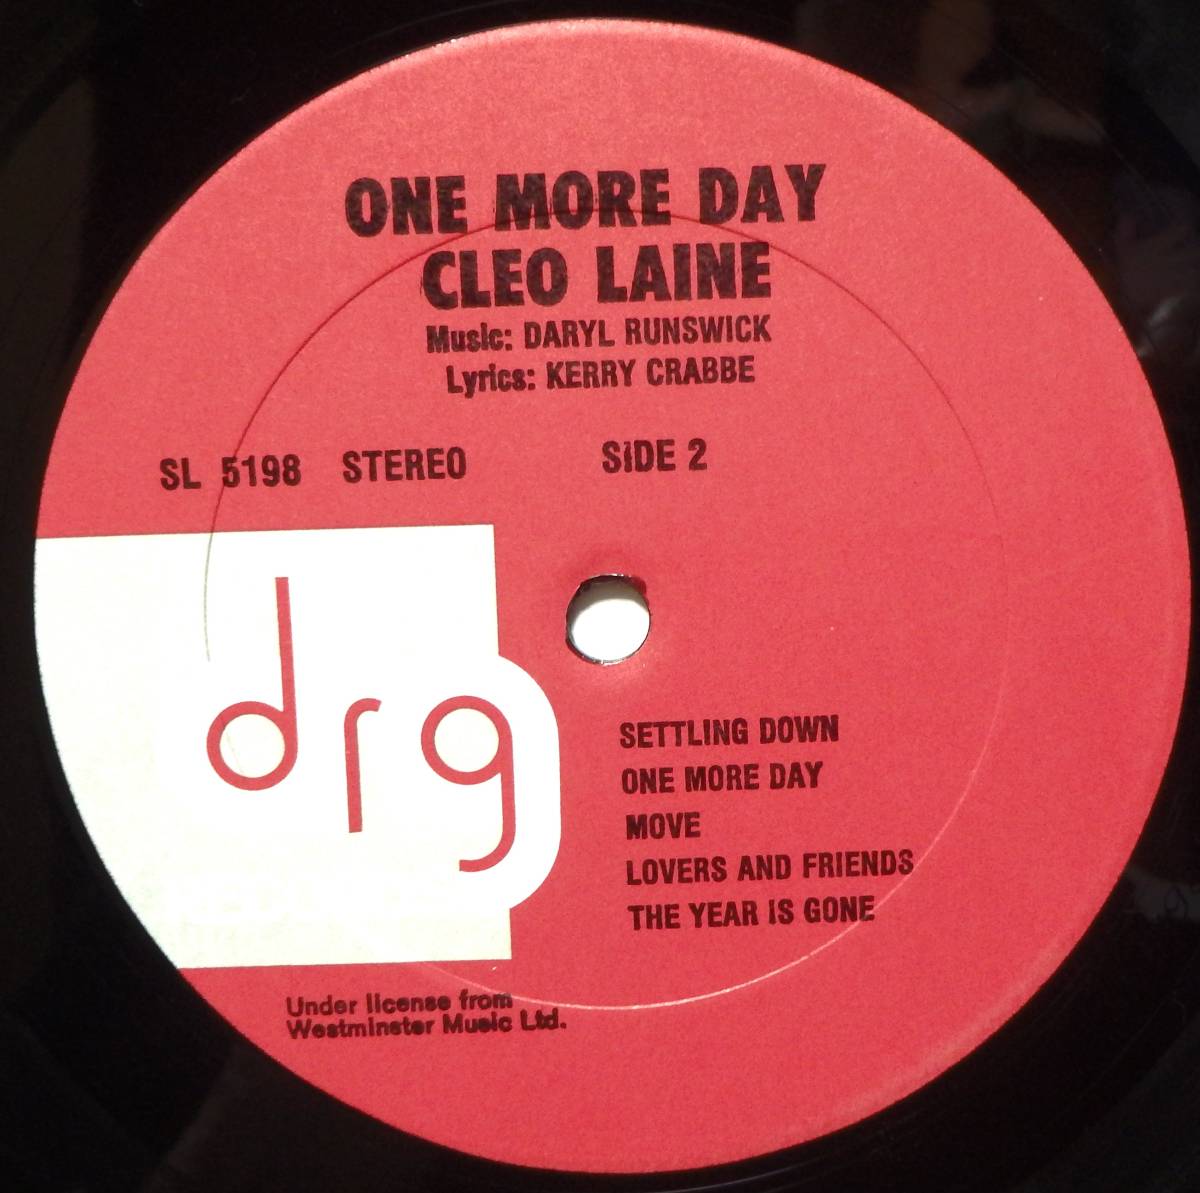 ONE MORE DAY
CLEO LAINE
Music: DARYL RUNSWICK
Lyrics: KERRY CRABBE
SL 5198 STEREO SIDE 2
drg
SETTLING DOWN
ONE MORE DAY
MOVE
LOVERS AND FRIENDS
THE YEAR IS GONE
Under license from
Westminster Music Ltd.